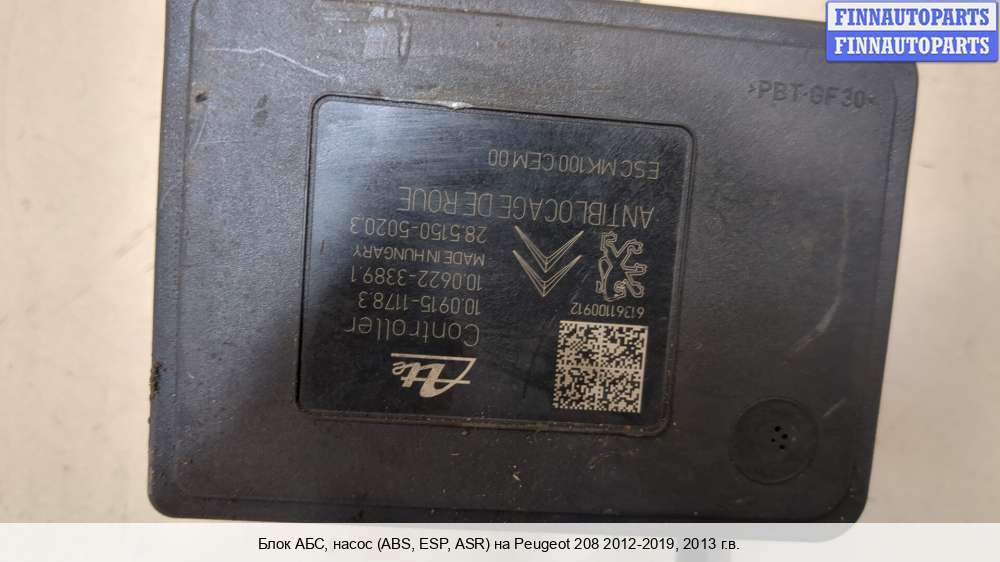 FINNAUTOPARTS
FINNAUTOPARTS
>PBT-GF30<
Ate
Controller
10.0915-1178.3
10.0622-3389.1
MADE IN HUNGARY
28.5150-5020.3
61361100912
ANTIBLOCAGE DE ROUE
ESC MK100 CEM 00
Блок АБС, насос (ABS, ESP, ASR) на Peugeot 208 2012-2019, 2013 г.в.